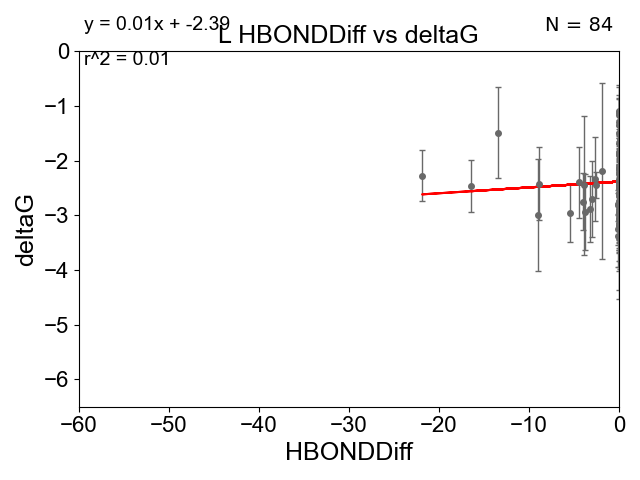 y = 0.01x + -2.39
N = 84
L HBONDDiff vs deltaG
r^2 = 0.01
0
−1
−2
−3
−4
−5
−6
deltaG
−60 −50 −40 −30 −20 −10 0
HBONDDiff